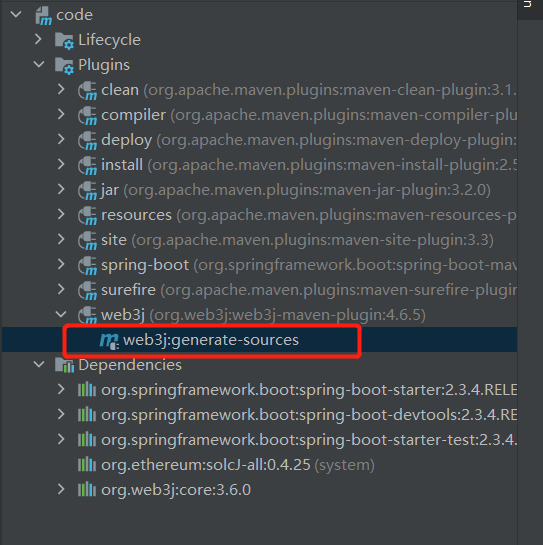 code
Lifecycle
Plugins
clean (org.apache.maven.plugins:maven-clean-plugin:3.1.
compiler (org.apache.maven.plugins:maven-compiler-plu
deploy (org.apache.maven.plugins:maven-deploy-plugin:
install (org.apache.maven.plugins:maven-install-plugin:2.5
jar (org.apache.maven.plugins:maven-jar-plugin:3.2.0)
resources (org.apache.maven.plugins:maven-resources-p
site (org.apache.maven.plugins:maven-site-plugin:3.3)
spring-boot (org.springframework.boot:spring-boot-mav
surefire (org.apache.maven.plugins:maven-surefire-plugin
web3j (org.web3j:web3j-maven-plugin:4.6.5)
web3j:generate-sources
Dependencies
org.springframework.boot:spring-boot-starter:2.3.4.RELE
org.springframework.boot:spring-boot-devtools:2.3.4.RE
org.springframework.boot:spring-boot-starter-test:2.3.4.
org.ethereum:solcJ-all:0.4.25 (system)
org.web3j:core:3.6.0